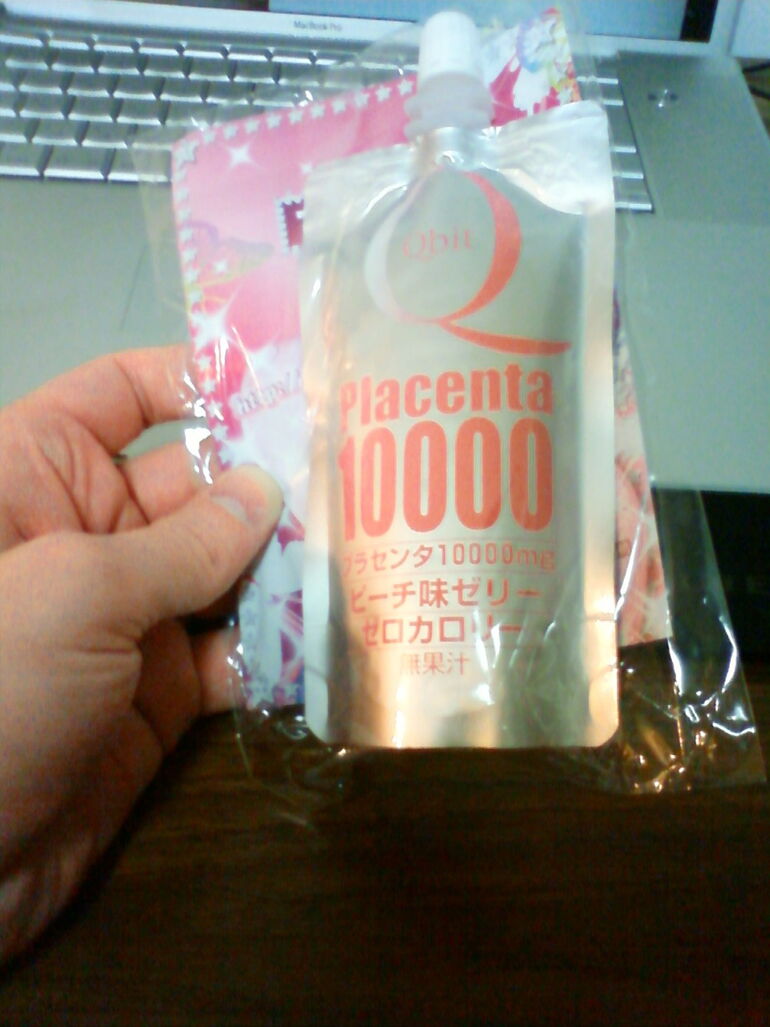 MacBook Pro
Qbit
Placenta
10000
プラセンタ10000mg
ピーチ味ゼリー
ゼロカロリー
無果汁
http://